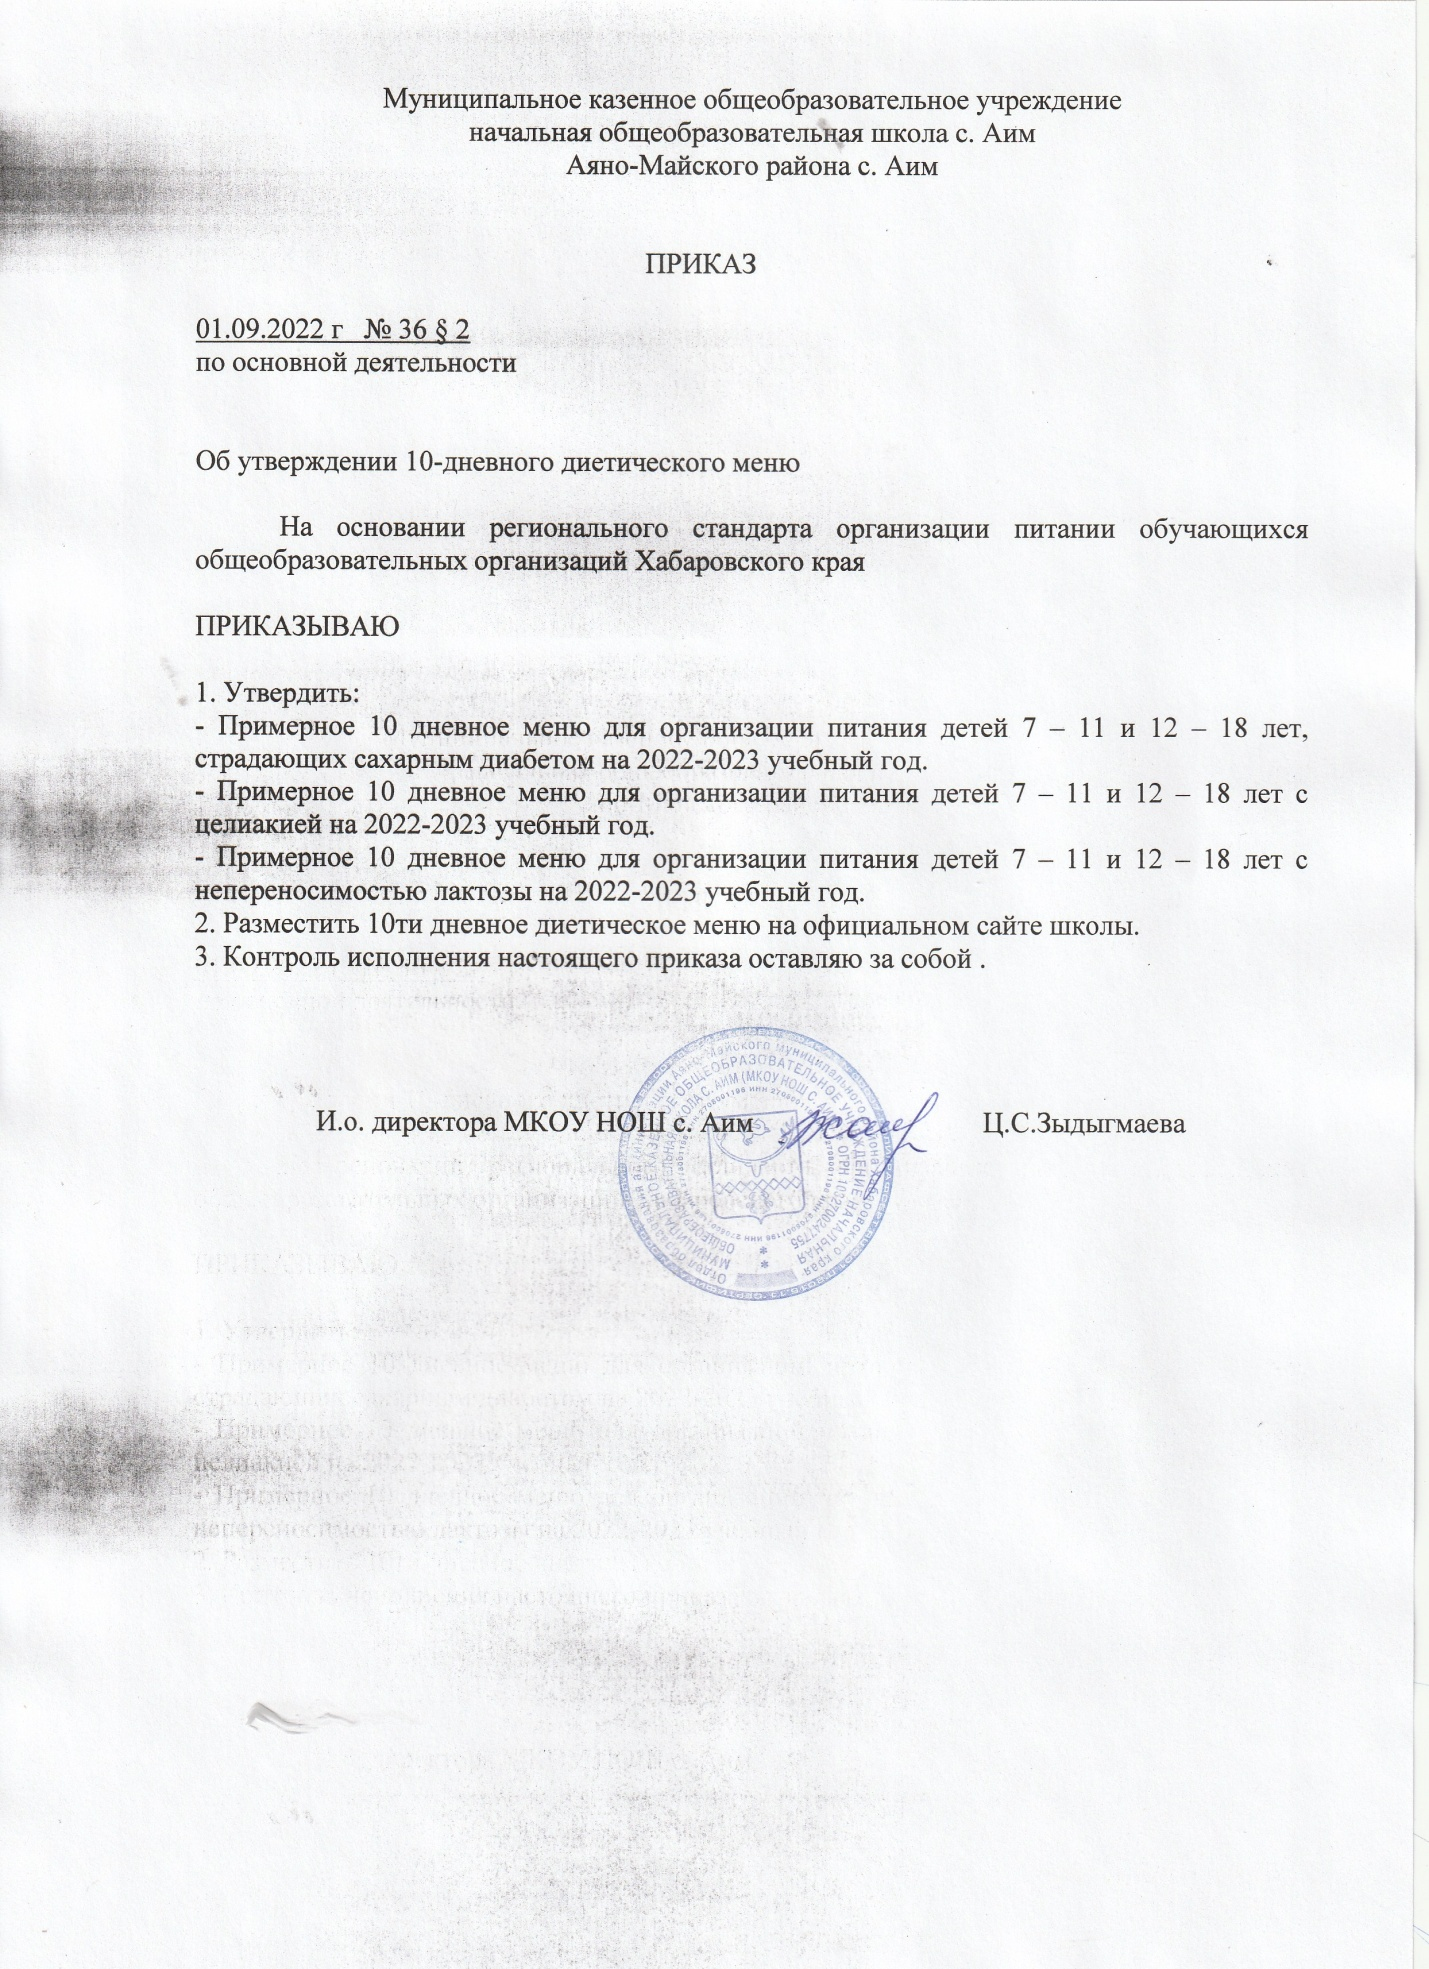 Муниципальное казенное общеобразовательное учреждение
начальная общеобразовательная школа с. Аим
Аяно-Майского района с. Аим
ПРИКАЗ
01.09.2022 г № 36 § 2
по основной деятельности
Об утверждении 10-дневного диетического меню
На основании регионального стандарта организации питании обучающихся
общеобразовательных организаций Хабаровского края
ПРИКАЗЫВАЮ
1. Утвердить:
- Примерное 10 дневное меню для организации питания детей 7 – 11 и 12 – 18 лет,
страдающих сахарным диабетом на 2022-2023 учебный год.
- Примерное 10 дневное меню для организации питания детей 7 – 11 и 12 – 18 лет с
целиакией на 2022-2023 учебный год.
- Примерное 10 дневное меню для организации питания детей 7 – 11 и 12 – 18 лет с
непереносимостью лактозы на 2022-2023 учебный год.
2. Разместить 10ти дневное диетическое меню на официальном сайте школы.
3. Контроль исполнения настоящего приказа оставляю за собой .
И.о. директора МКОУ НОШ с. Аим Ц.С.Зыдыгмаева